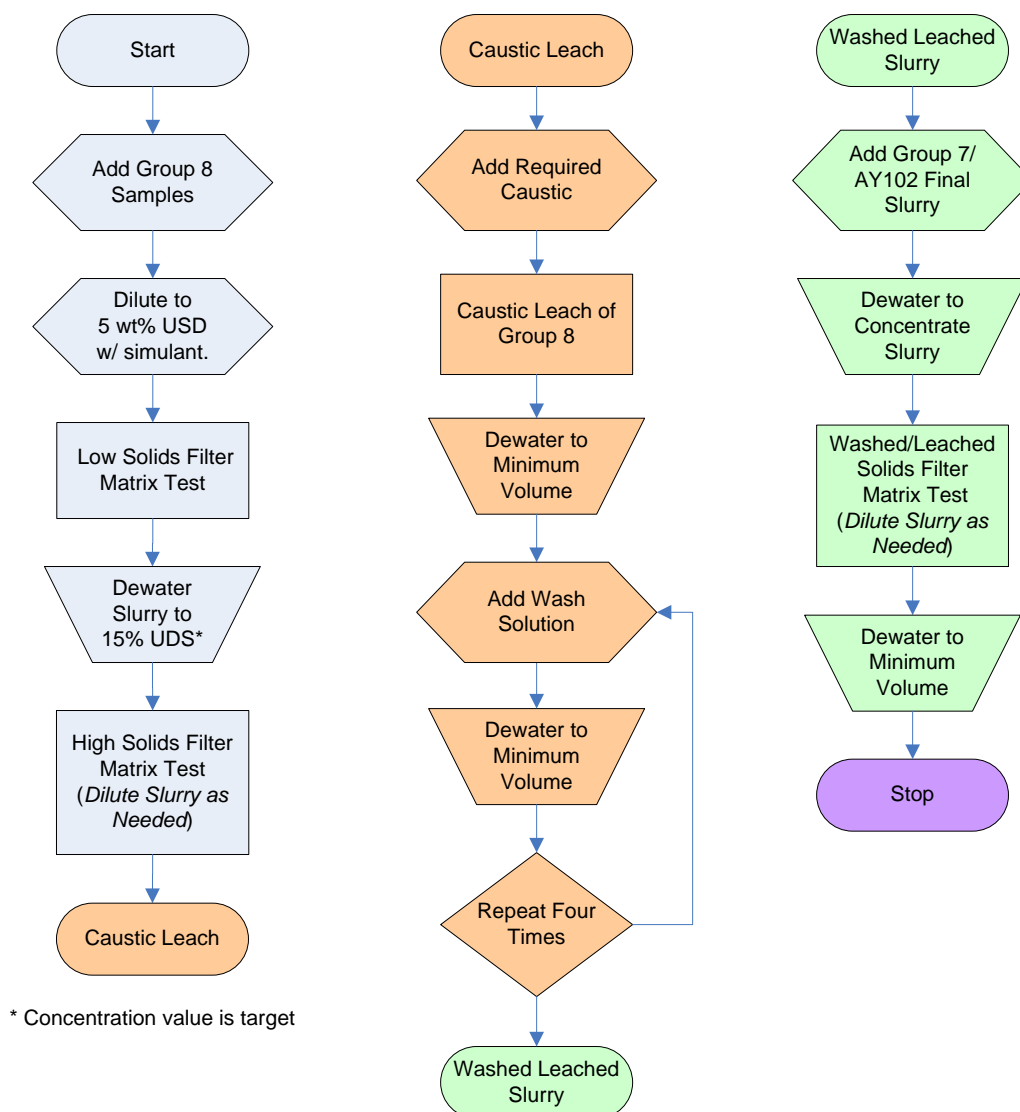 Start
Add Group 8
Samples
Dilute to
5 wt% USD
w/ simulant.
Low Solids Filter
Matrix Test
Dewater
Slurry to
15% UDS*
High Solids Filter
Matrix Test
(Dilute Slurry as
Needed)
Caustic Leach
* Concentration value is target
Caustic Leach
Add Required
Caustic
Caustic Leach of
Group 8
Dewater to
Minimum
Volume
Add Wash
Solution
Dewater to
Minimum
Volume
Repeat Four
Times
Washed Leached
Slurry
Washed Leached
Slurry
Add Group 7/
AY102 Final
Slurry
Dewater to
Concentrate
Slurry
Washed/Leached
Solids Filter
Matrix Test
(Dilute Slurry as
Needed)
Dewater to
Minimum
Volume
Stop